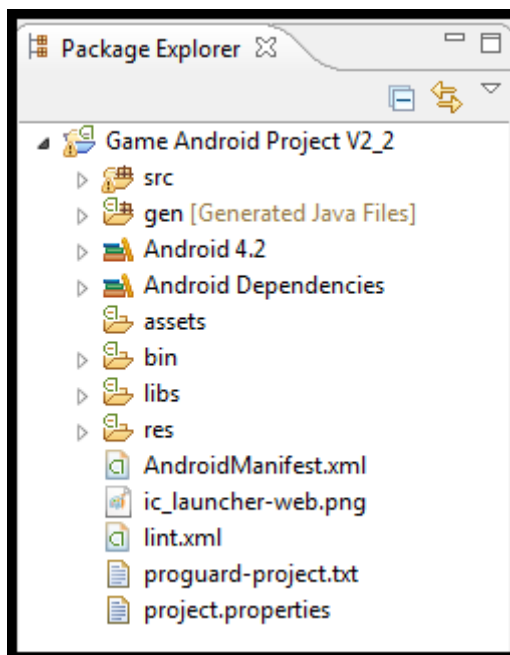 Package Explorer
Game Android Project V2_2
src
gen [Generated Java Files]
Android 4.2
Android Dependencies
assets
bin
libs
res
AndroidManifest.xml
ic_launcher-web.png
lint.xml
proguard-project.txt
project.properties